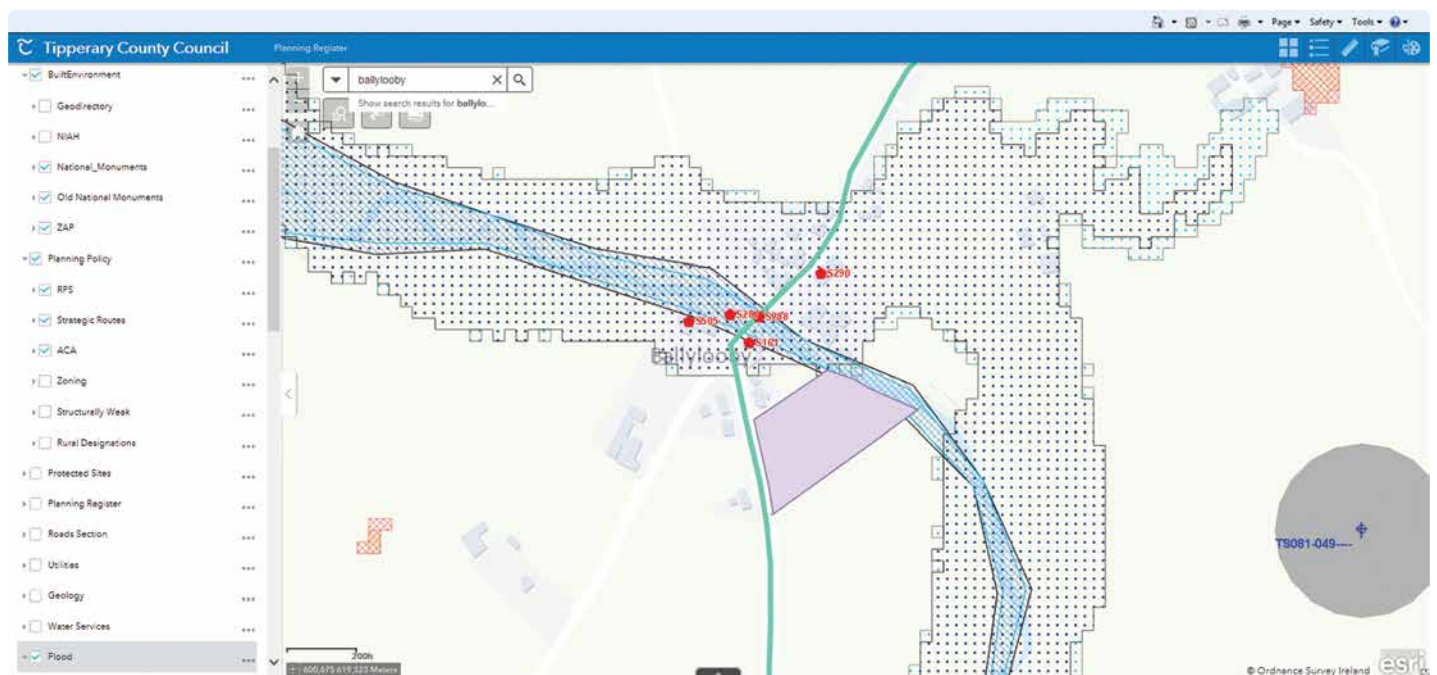 Page Safety Tools
Tipperary County Council
Planning Register
BuiltEnvironment
Geodirectory
NIAH
National_Monuments
Old National Monuments
ZAP
Planning Policy
RPS
Strategic Routes
ACA
Zoning
Structurelly Weak
Rural Designations
Protected Sites
Planning Register
Roads Section
Utilities
Geology
Water Services
Flood
ballylooby
Show search results for ballylo...
S290
S505
S161
Ballylooby
TS081-049----
200ft
© Ordnance Survey Ireland
esri